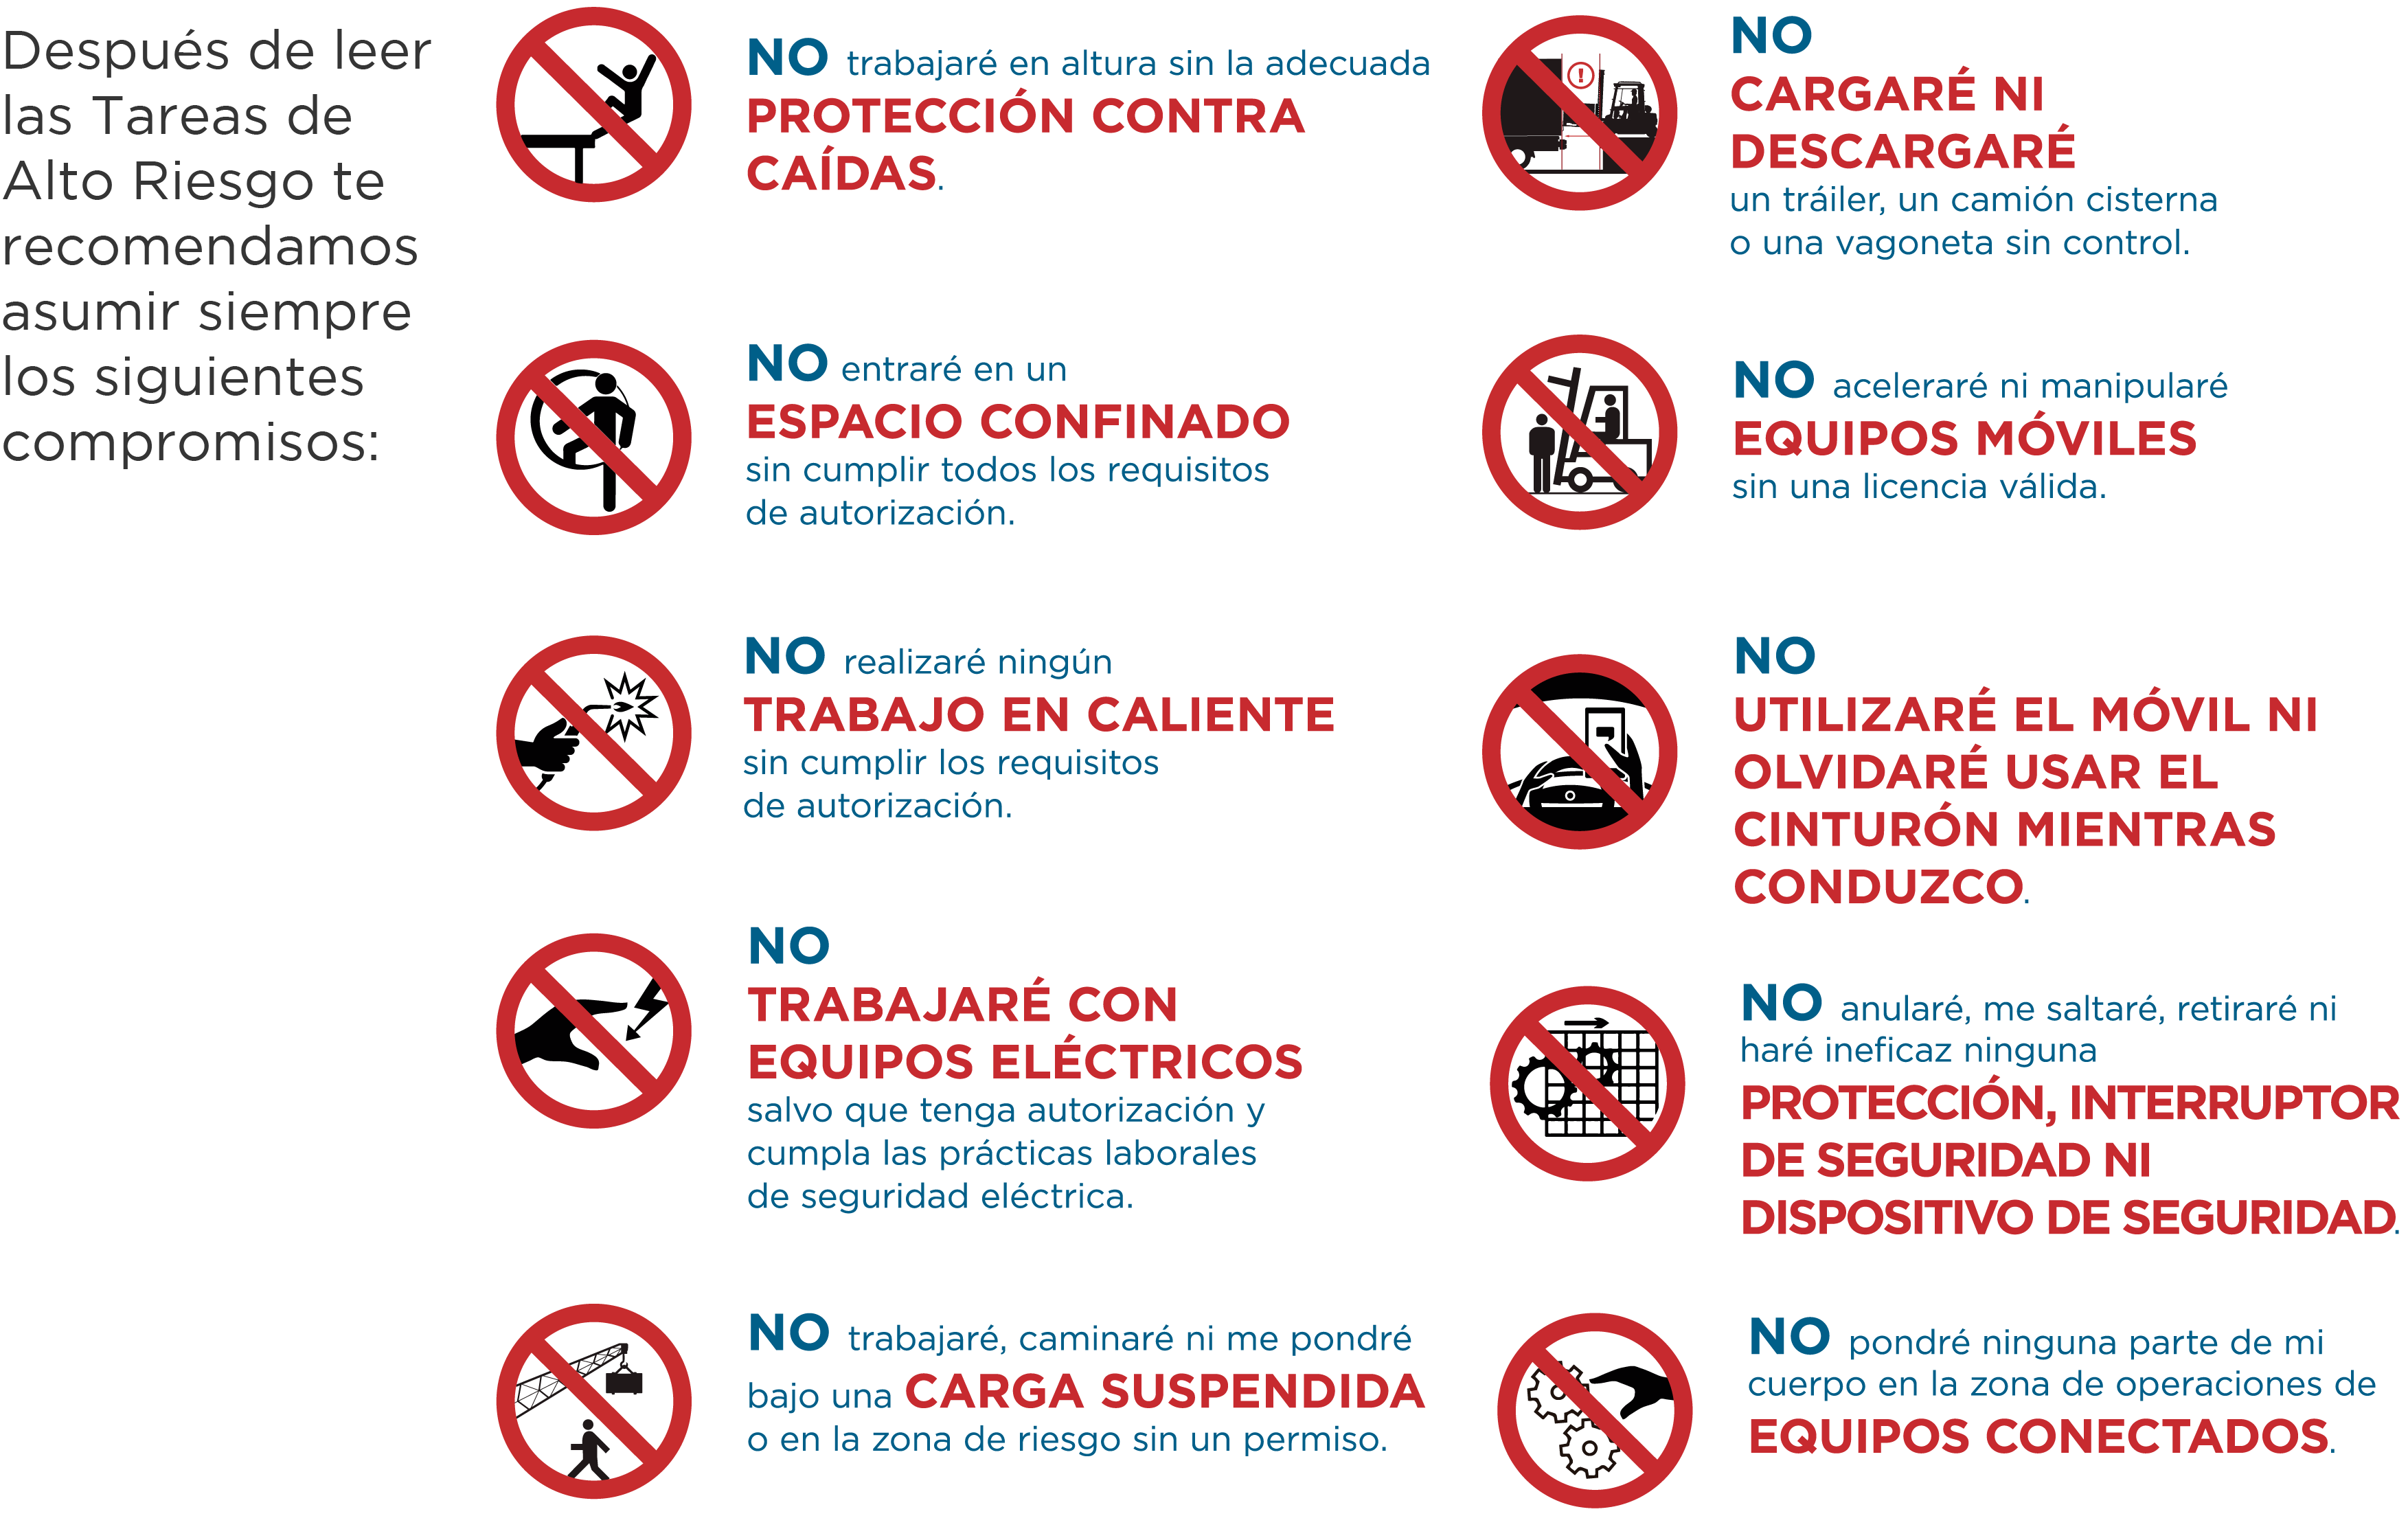 Después de leer
las Tareas de
Alto Riesgo te
recomendamos
asumir siempre
los siguientes
compromisos:
NO trabajaré en altura sin la adecuada
PROTECCIÓN CONTRA
CAÍDAS.
NO entraré en un
ESPACIO CONFINADO
sin cumplir todos los requisitos
de autorización.
NO realizaré ningún
TRABAJO EN CALIENTE
sin cumplir los requisitos
de autorización.
NO
TRABAJARÉ CON
EQUIPOS ELÉCTRICOS
salvo que tenga autorización y
cumpla las prácticas laborales
de seguridad eléctrica.
NO trabajaré, caminaré ni me pondré
bajo una CARGA SUSPENDIDA
o en la zona de riesgo sin un permiso.
!
NO
CARGARÉ NI
DESCARGARÉ
un tráiler, un camión cisterna
o una vagoneta sin control.
NO aceleraré ni manipularé
EQUIPOS MÓVILES
sin una licencia válida.
NO
UTILIZARÉ EL MÓVIL NI
OLVIDARÉ USAR EL
CINTURÓN MIENTRAS
CONDUZCO.
NO anularé, me saltaré, retiraré ni
haré ineficaz ninguna
PROTECCIÓN, INTERRUPTOR
DE SEGURIDAD NI
DISPOSITIVO DE SEGURIDAD.
NO pondré ninguna parte de mi
cuerpo en la zona de operaciones de
EQUIPOS CONECTADOS.